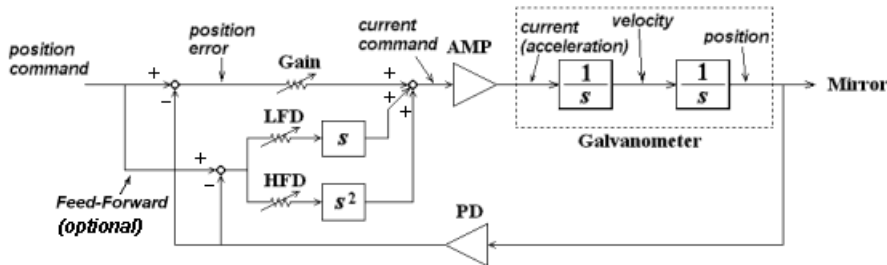 position
command
position
error
Gain
current
command
AMP
current
(acceleration)
velocity
position
+
−
+
+
+
1
s
1
s
Mirror
Galvanometer
LFD
s
+
−
HFD
s²
Feed-Forward
(optional)
PD